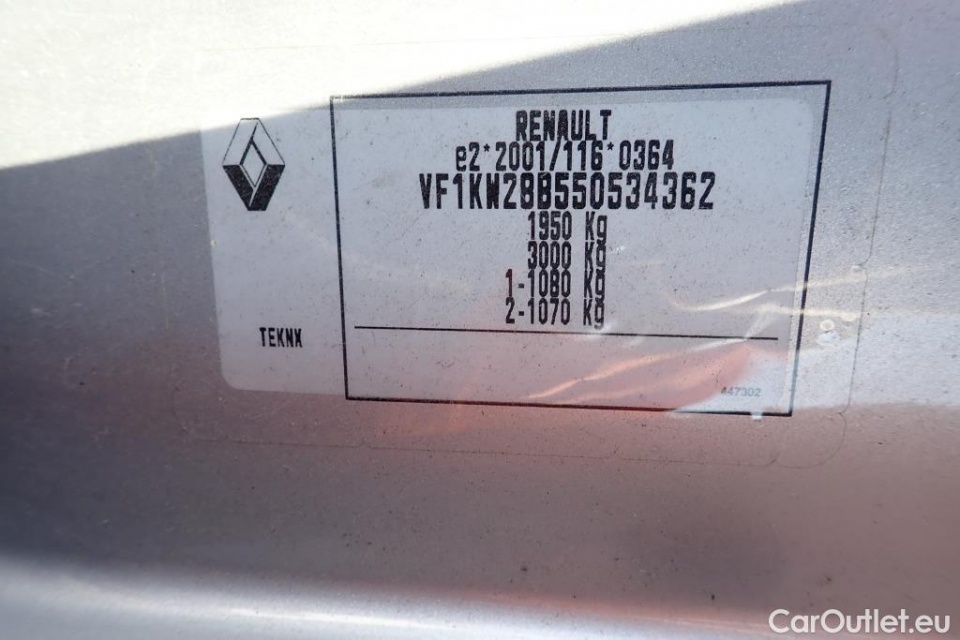 RENAULT
e2*2001/116*0364
VF1KW28B550534362
1950 Kg
3000 Kg
1-1080 Kg
2-1070 Kg
TEKNX
447302
CarOutlet.eu